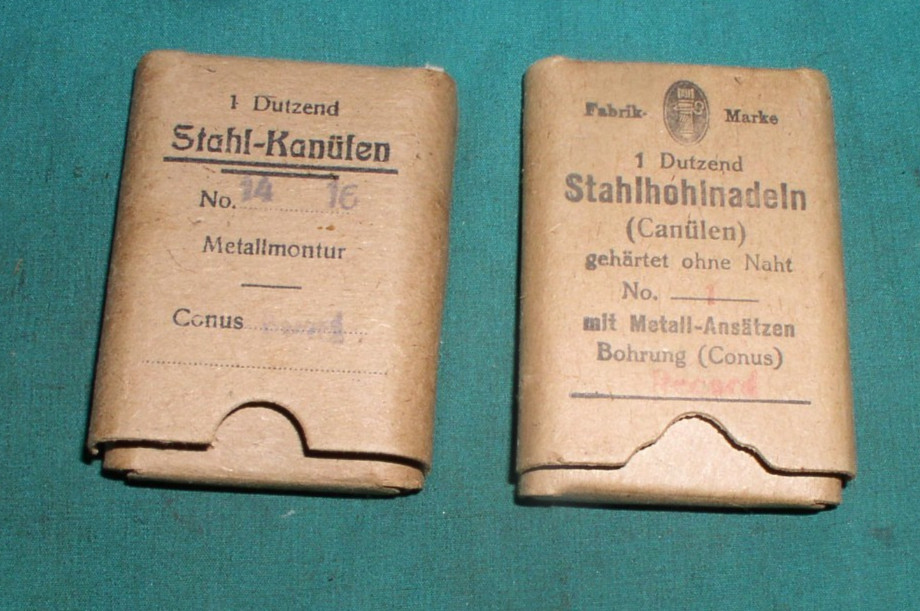 1 Dutzend
Stahl-Kanülen
No. 14 16
Metallmontur
Conus Record
Fabrik- Marke
1 Dutzend
Stahlhohlnadeln
(Canülen)
gehärtet ohne Naht
No. 1
mit Metall-Ansätzen
Bohrung (Conus)
Record